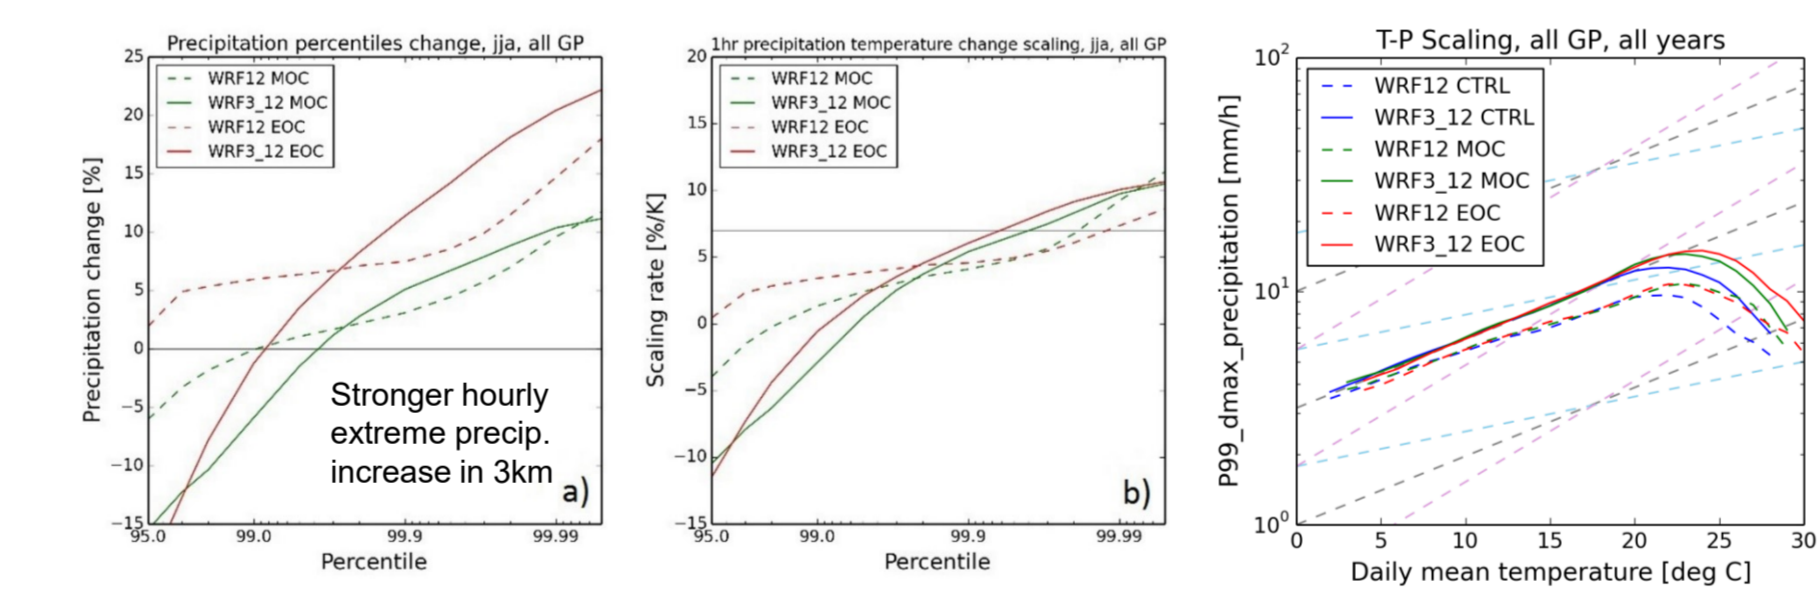 Precipitation percentiles change, jja, all GP
25
20
15
10
5
0
−5
−10
−15
Precipitation change [%]
WRF12 MOC
WRF3_12 MOC
WRF12 EOC
WRF3_12 EOC
Stronger hourly
extreme precip.
increase in 3km
a)
95.0 99.0 99.9 99.99
Percentile
1hr precipitation temperature change scaling, jja, all GP
20
15
10
5
0
−5
−10
−15
Scaling rate [%/K]
WRF12 MOC
WRF3_12 MOC
WRF12 EOC
WRF3_12 EOC
b)
95.0 99.0 99.9 99.99
Percentile
T-P Scaling, all GP, all years
10²
10¹
10⁰
P99_dmax_precipitation [mm/h]
WRF12 CTRL
WRF3_12 CTRL
WRF12 MOC
WRF3_12 MOC
WRF12 EOC
WRF3_12 EOC
0 5 10 15 20 25 30
Daily mean temperature [deg C]